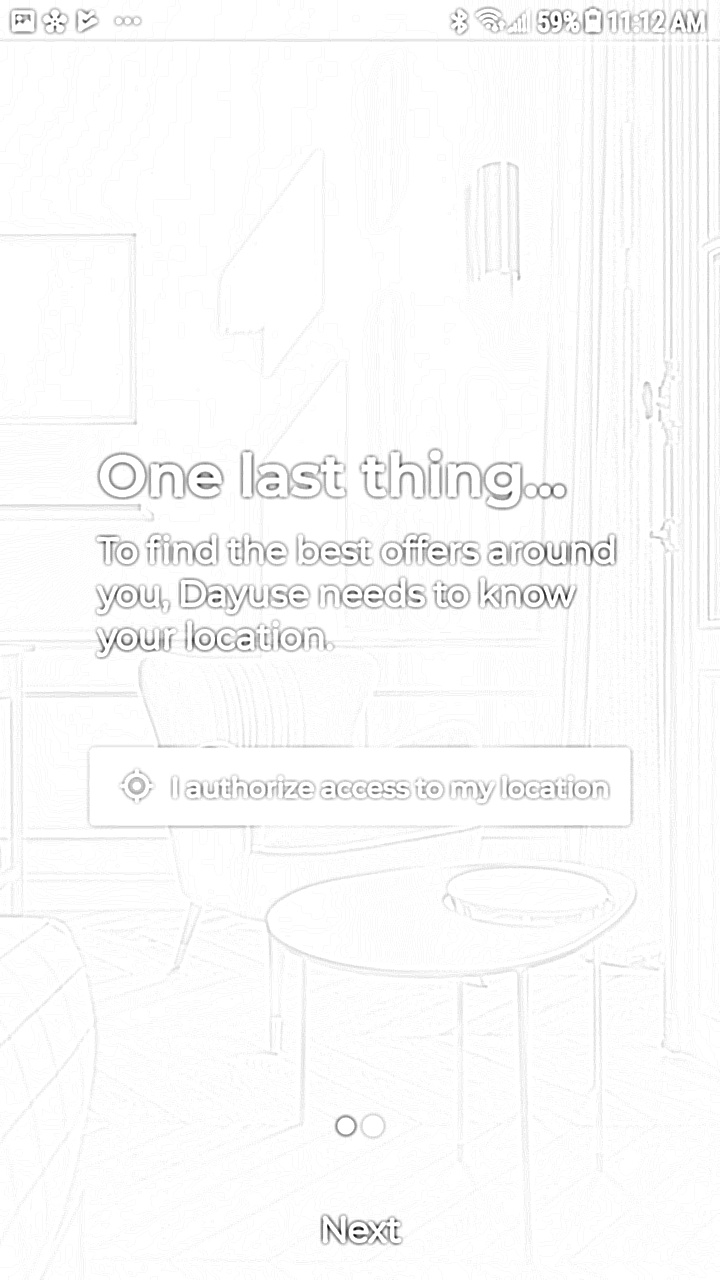 59% 11:12 AM
One last thing...
To find the best offers around
you, Dayuse needs to know
your location.
I authorize access to my location
Next